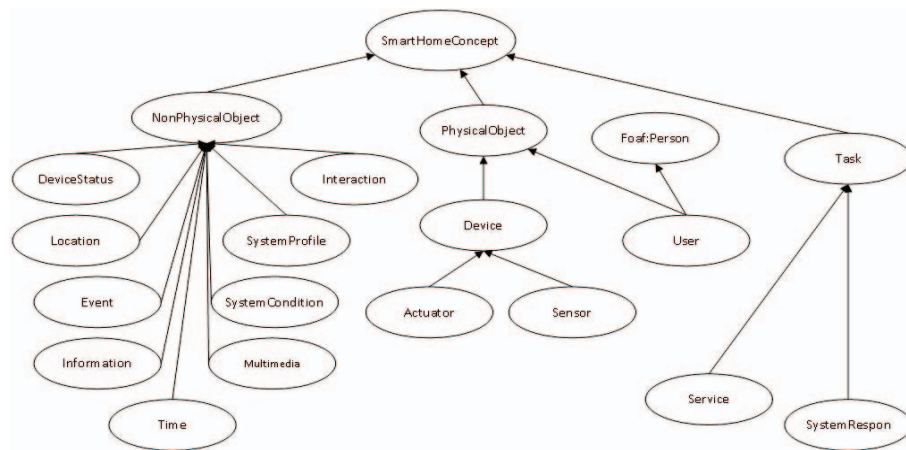 SmartHomeConcept
NonPhysicalObject
PhysicalObject
Foaf:Person
Task
DeviceStatus
Interaction
Location
SystemProfile
Device
User
Event
SystemCondition
Actuator
Sensor
Information
Multimedia
Time
Service
SystemRespon